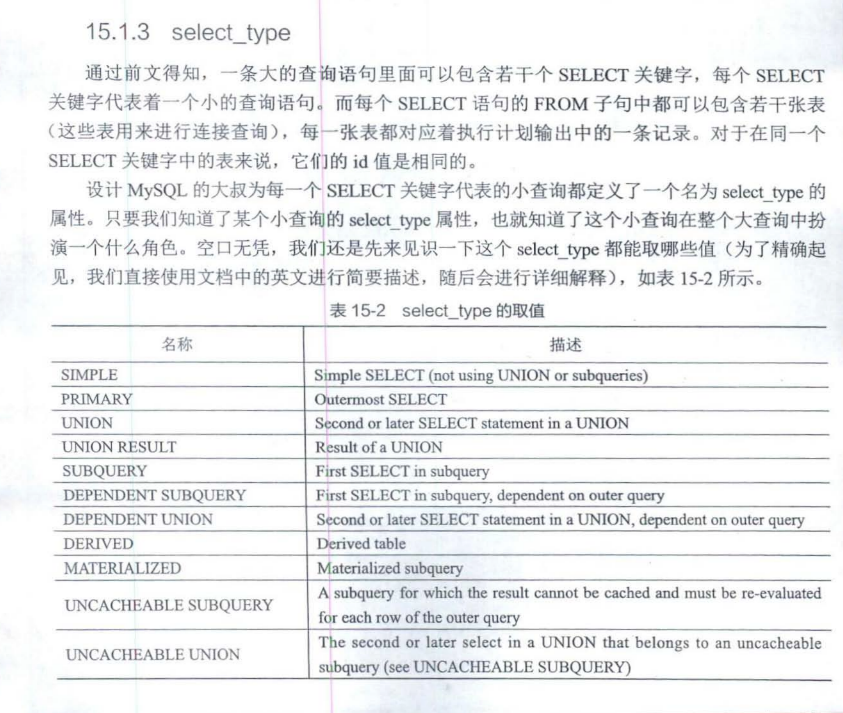 15.1.3 select_type
通过前文得知，一条大的查询语句里面可以包含若干个 SELECT 关键字，每个 SELECT
关键字代表着一个小的查询语句。而每个 SELECT 语句的 FROM 子句中都可以包含若干张表
（这些表用来进行连接查询），每一张表都对应着执行计划输出中的一条记录。对于在同一个
SELECT 关键字中的表来说，它们的 id 值是相同的。
设计 MySQL 的大叔为每一个 SELECT 关键字代表的小查询都定义了一个名为 select_type 的
属性。只要我们知道了某个小查询的 select_type 属性，也就知道了这个小查询在整个大查询中扮
演一个什么角色。空口无凭，我们还是先来见识一下这个 select_type 都能取哪些值（为了精确起
见，我们直接使用文档中的英文进行简要描述，随后会进行详细解释），如表 15-2 所示。
表 15-2 select_type 的取值
名称 描述
SIMPLE Simple SELECT (not using UNION or subqueries)
PRIMARY Outermost SELECT
UNION Second or later SELECT statement in a UNION
UNION RESULT Result of a UNION
SUBQUERY First SELECT in subquery
DEPENDENT SUBQUERY First SELECT in subquery, dependent on outer query
DEPENDENT UNION Second or later SELECT statement in a UNION, dependent on outer query
DERIVED Derived table
MATERIALIZED Materialized subquery
UNCACHEABLE SUBQUERY A subquery for which the result cannot be cached and must be re-evaluated
for each row of the outer query
UNCACHEABLE UNION The second or later select in a UNION that belongs to an uncacheable
subquery (see UNCACHEABLE SUBQUERY)